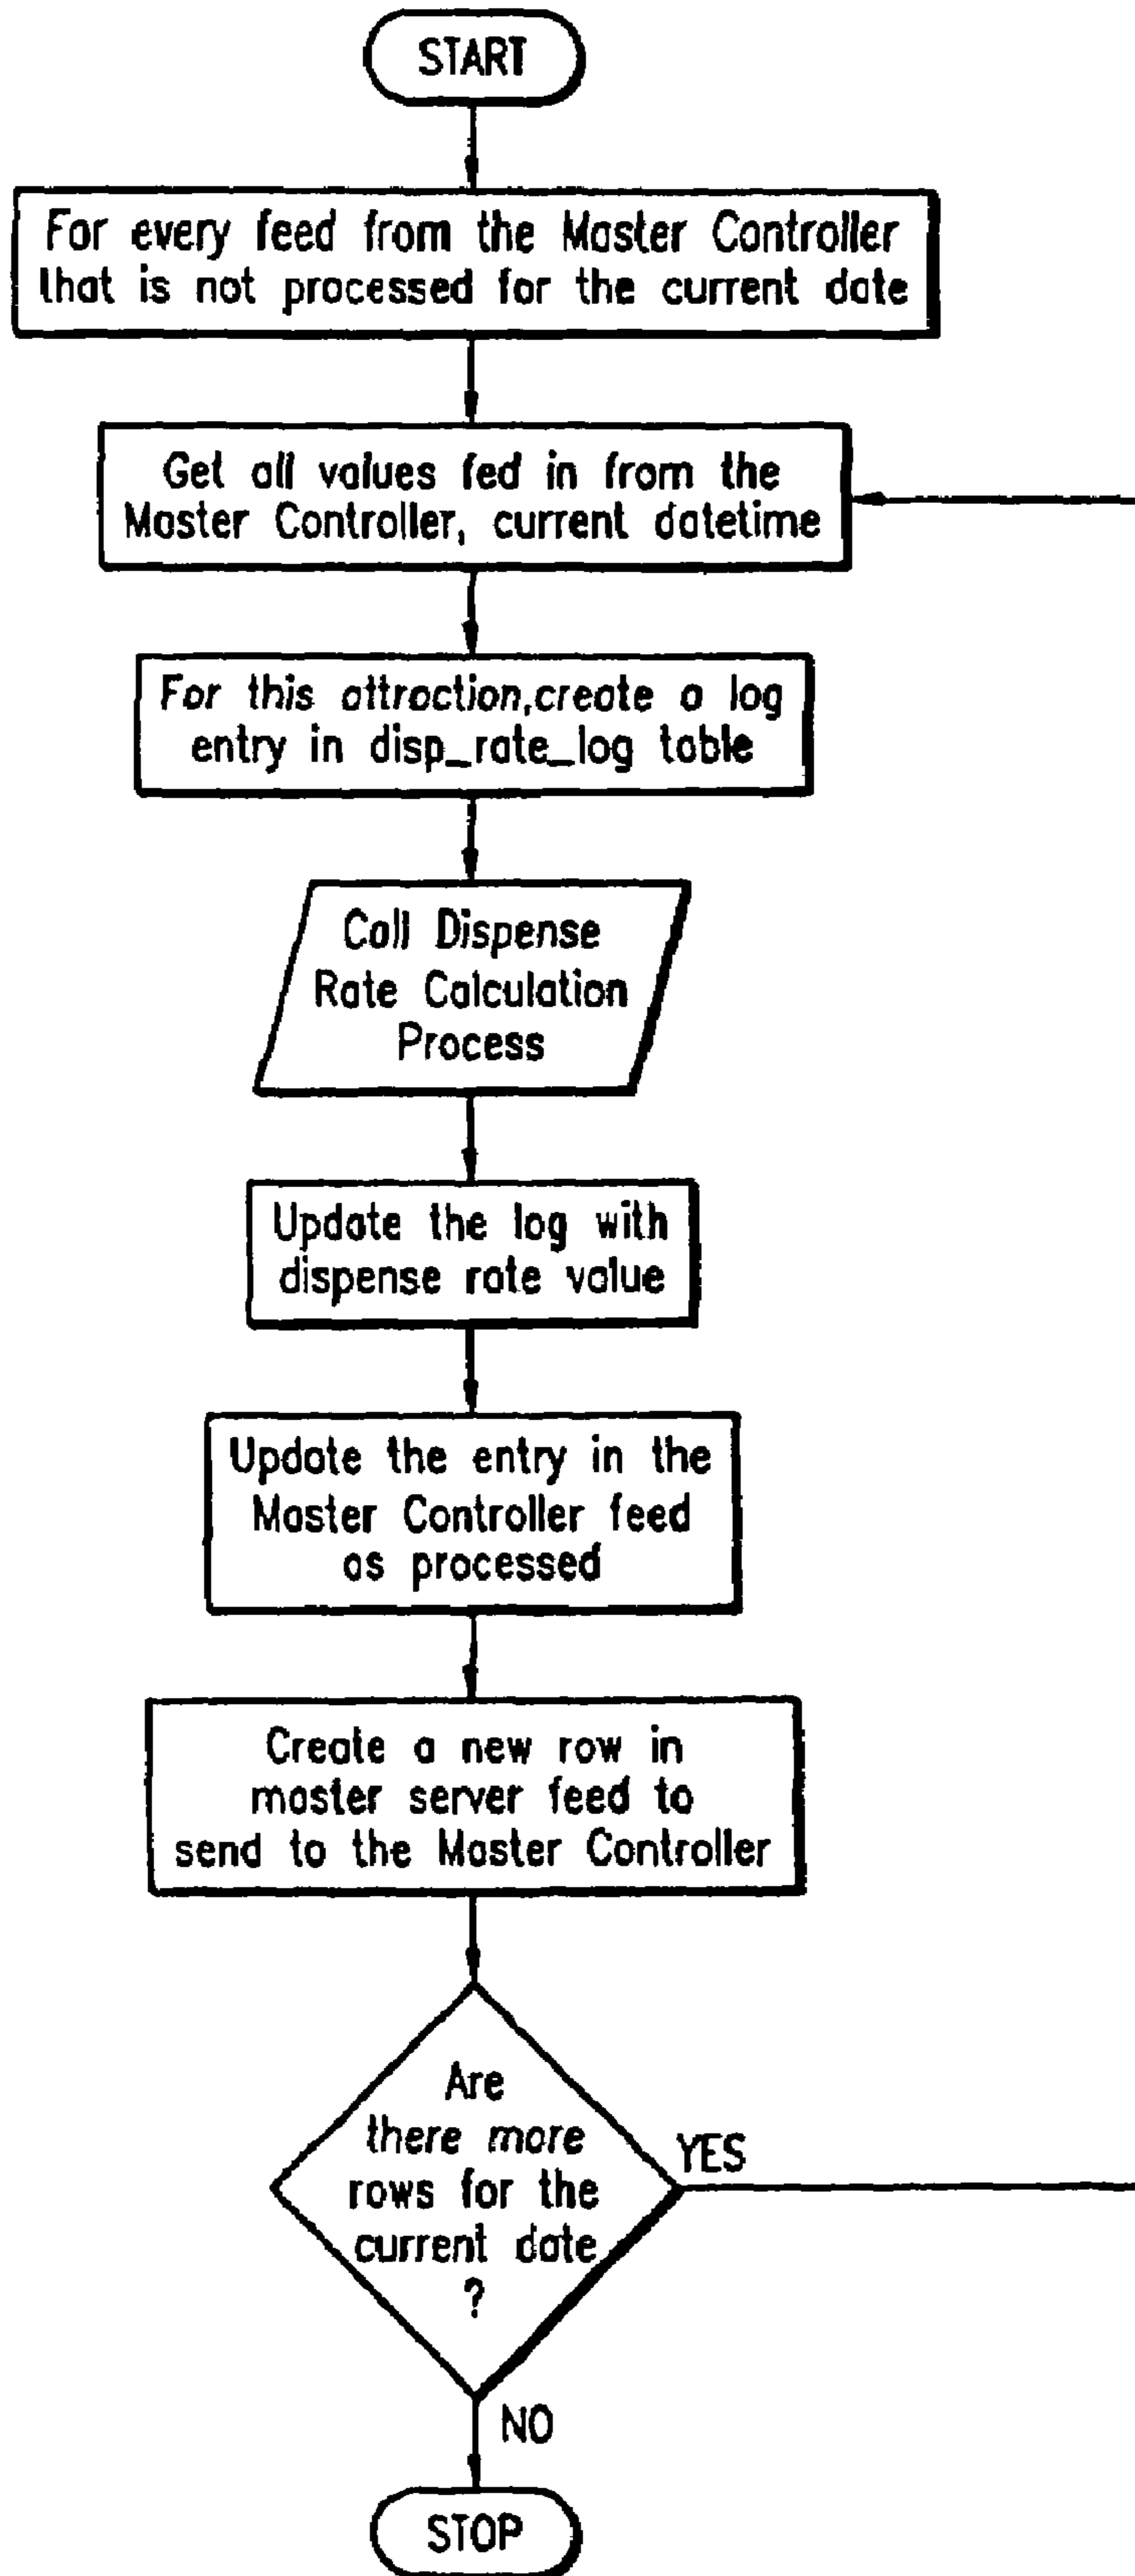 START
For every feed from the Master Controller
that is not processed for the current date
Get all values fed in from the
Master Controller, current datetime
For this attraction,create a log
entry in disp_rate_log table
Call Dispense
Rate Calculation
Process
Update the log with
dispense rate value
Update the entry in the
Master Controller feed
as processed
Create a new row in
master server feed to
send to the Master Controller
Are
there more
rows for the
current date
?
YES
NO
STOP